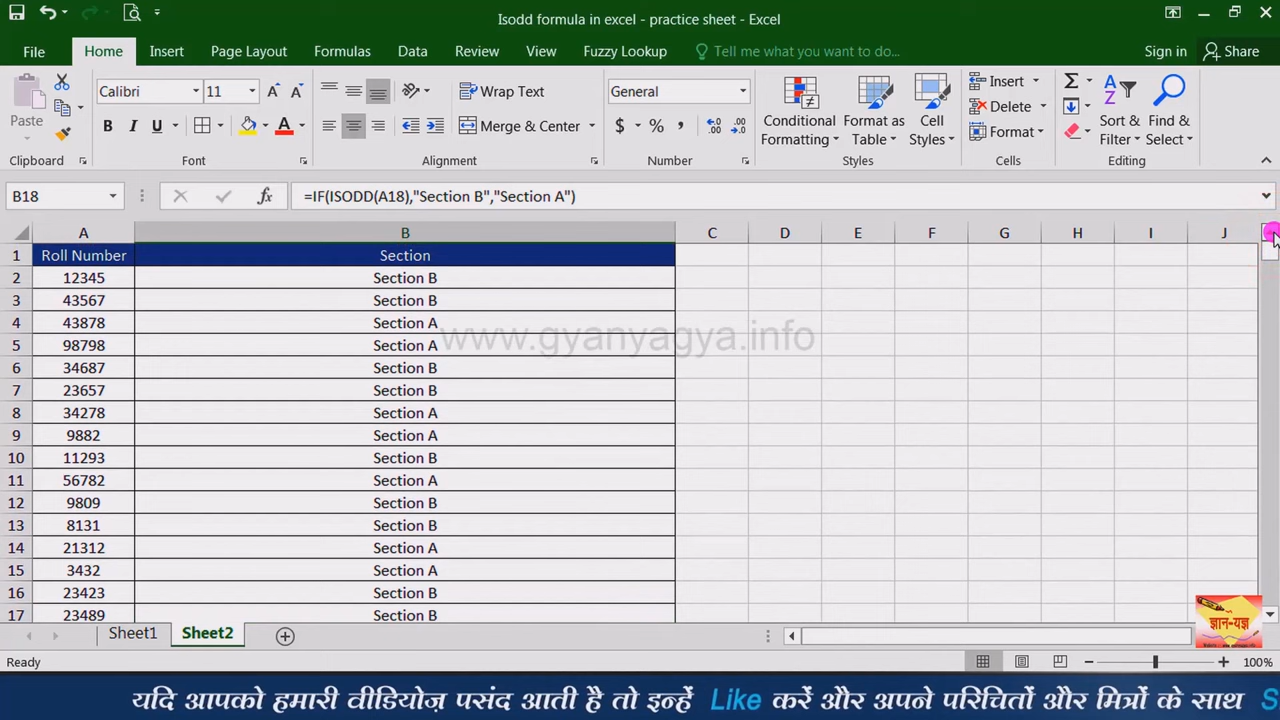 Isodd formula in excel - practice sheet - Excel
File Home Insert Page Layout Formulas Data Review View Fuzzy Lookup Tell me what you want to do... Sign in Share
Paste
Clipboard
Calibri 11
B I U A
Font
Wrap Text
Merge & Center
Alignment
General
$ % ,
Number
Conditional Formatting
Format as Table
Cell Styles
Styles
Insert
Delete
Format
Cells
Sort & Filter
Find & Select
Editing
B18 fx =IF(ISODD(A18),"Section B","Section A")
A B C D E F G H I J
1 Roll Number Section
2 12345 Section B
3 43567 Section B
4 43878 Section A
5 98798 Section A
6 34687 Section B
7 23657 Section B
8 34278 Section A
9 9882 Section A
10 11293 Section B
11 56782 Section A
12 9809 Section B
13 8131 Section B
14 21312 Section A
15 3432 Section A
16 23423 Section B
17 23489 Section B
www.gyanyagya.info
ज्ञान-यज्ञ
Sheet1 Sheet2
Ready 100%
यदि आपको हमारी वीडियोज़ पसंद आती है तो इन्हें Like करें और अपने परिचितों और मित्रों के साथ S